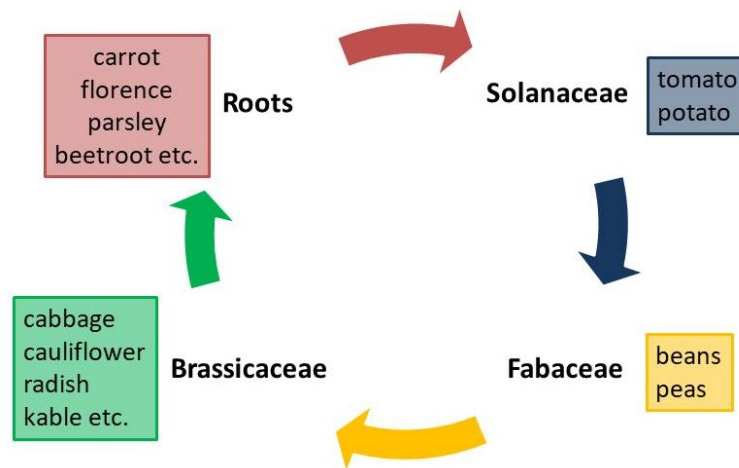 carrot
florence
parsley
beetroot etc.
Roots
Solanaceae
tomato
potato
cabbage
cauliflower
radish
kable etc.
Brassicaceae
Fabaceae
beans
peas